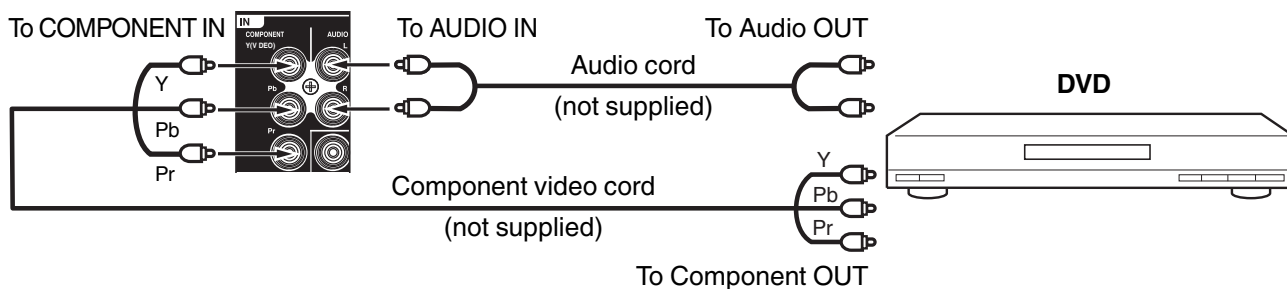 To COMPONENT IN
IN
COMPONENT
AUDIO
Y(V DEO)
L
To AUDIO IN
To Audio OUT
Y
Audio cord
(not supplied)
DVD
Pb
R
Pb
Pr
Pr
Component video cord
(not supplied)
Y
Pb
Pr
To Component OUT